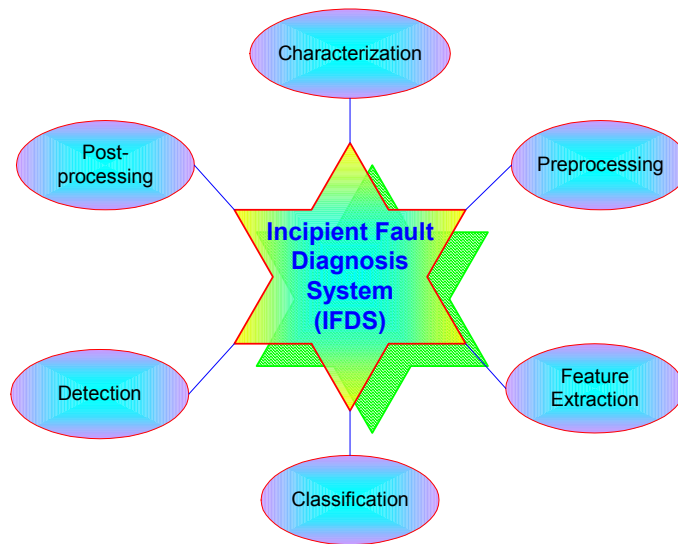 Characterization
Post-
processing
Preprocessing
Incipient Fault
Diagnosis
System
(IFDS)
Detection
Feature
Extraction
Classification